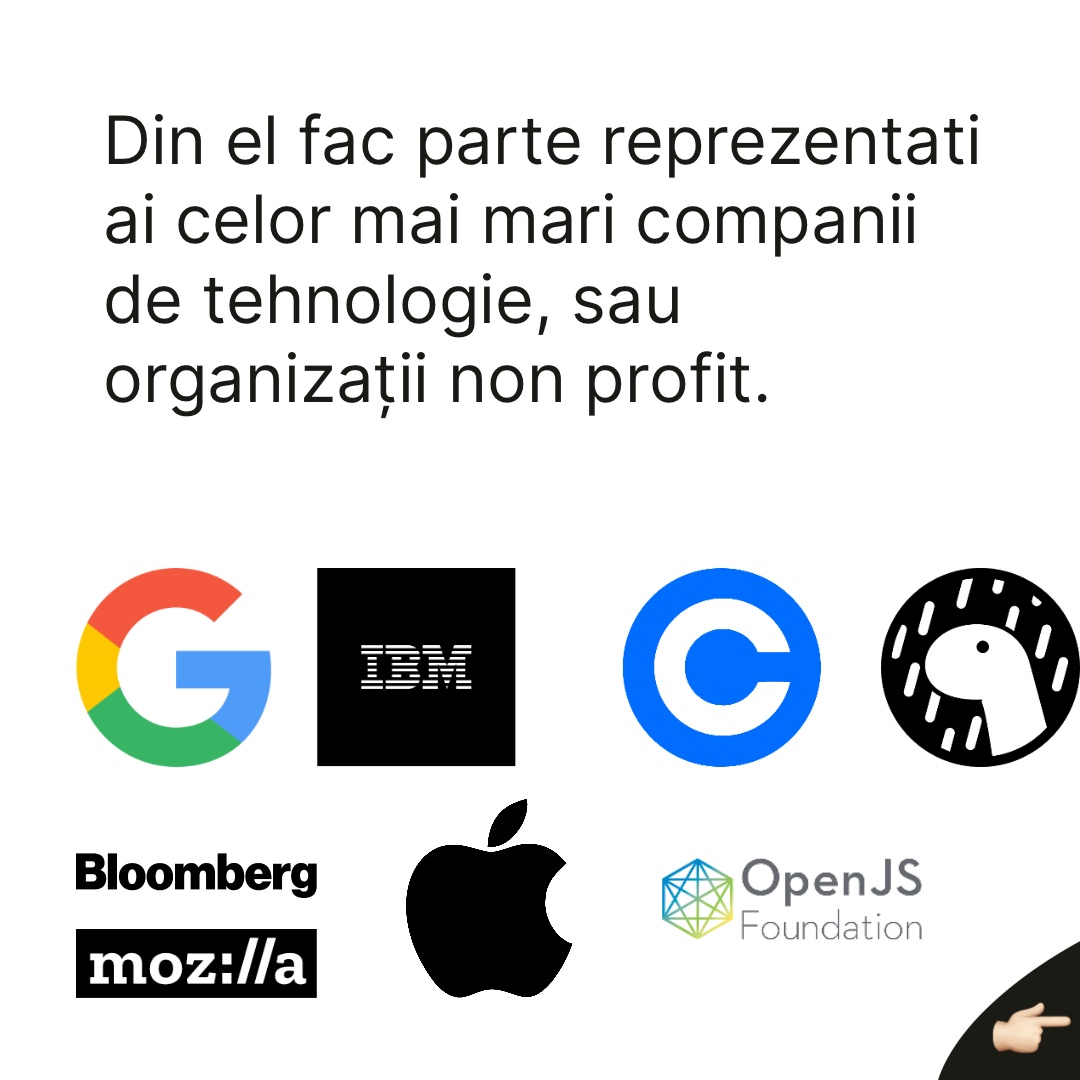 Din el fac parte reprezentati
ai celor mai mari companii
de tehnologie, sau
organizații non profit.
IBM
Bloomberg
moz://a
OpenJS
Foundation